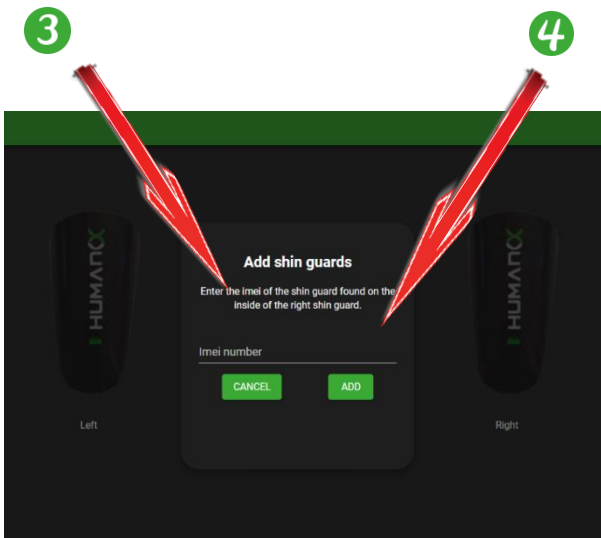 3
4
HUMANOX
HUMANOX
Add shin guards
Enter the imei of the shin guard found on the
inside of the right shin guard.
Imei number
CANCEL
ADD
Left
Right